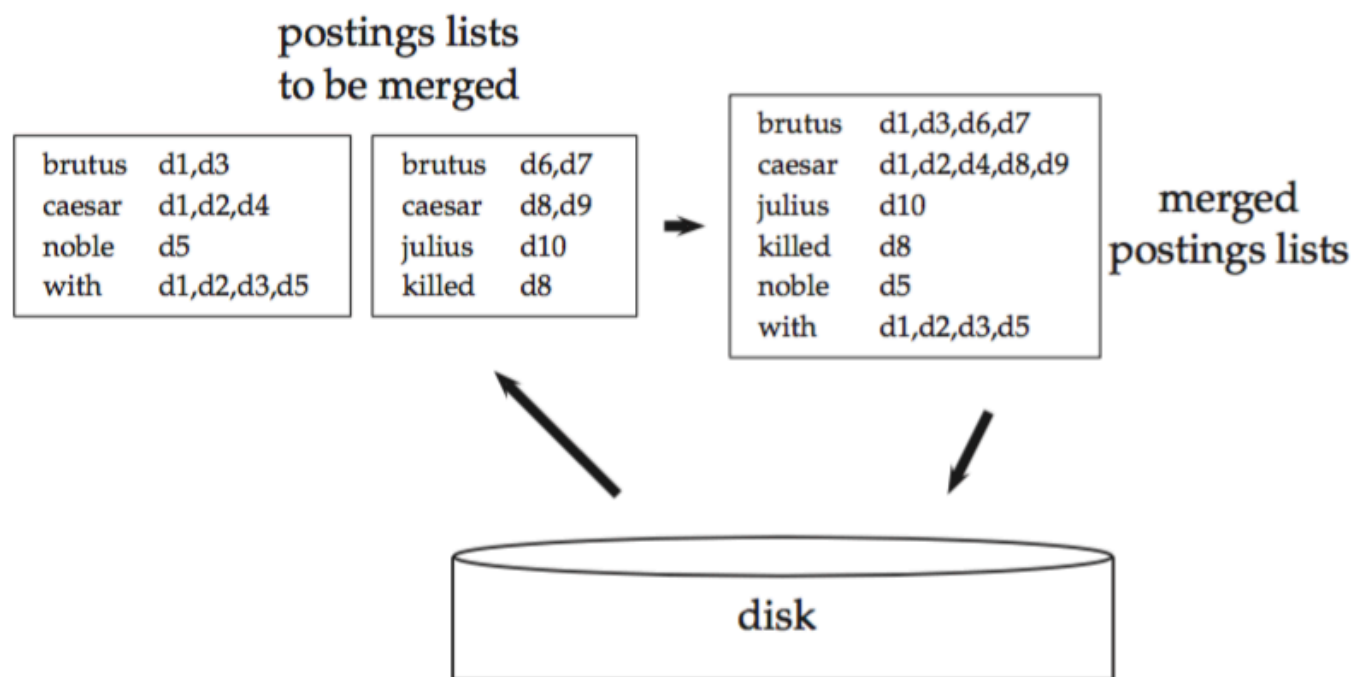 postings lists
to be merged
brutus d1,d3
caesar d1,d2,d4
noble d5
with d1,d2,d3,d5
brutus d6,d7
caesar d8,d9
julius d10
killed d8
brutus d1,d3,d6,d7
caesar d1,d2,d4,d8,d9
julius d10
killed d8
noble d5
with d1,d2,d3,d5
merged
postings lists
disk